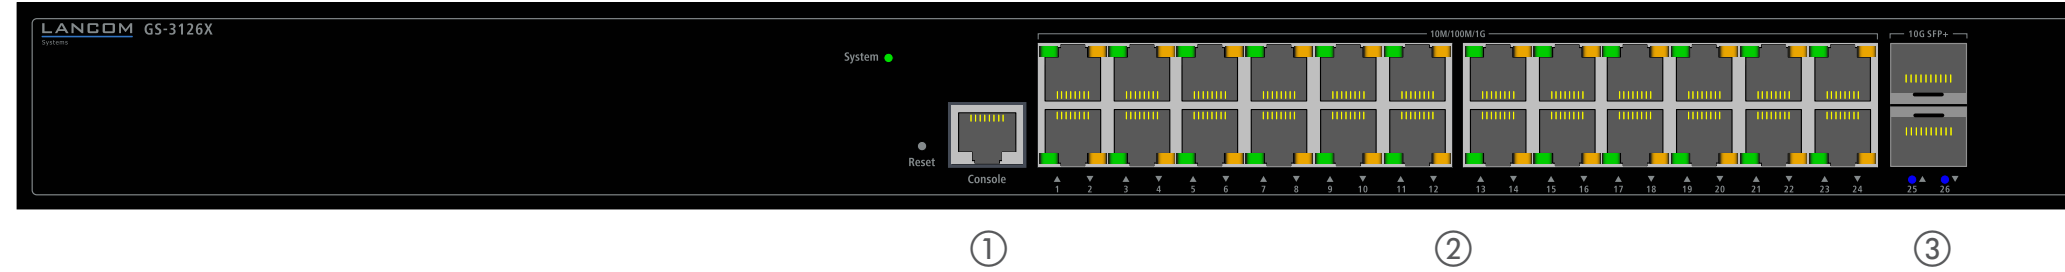 LANCOM GS-3126X
Systems
System
Reset
Console
10M/100M/1G
10G SFP+
▲ ▼ ▲ ▼ ▲ ▼ ▲ ▼ ▲ ▼ ▲ ▼ ▲ ▼ ▲ ▼ ▲ ▼ ▲ ▼ ▲ ▼ ▲ ▼ ▲ ▼
1 2 3 4 5 6 7 8 9 10 11 12 13 14 15 16 17 18 19 20 21 22 23 24 25 26
① ② ③